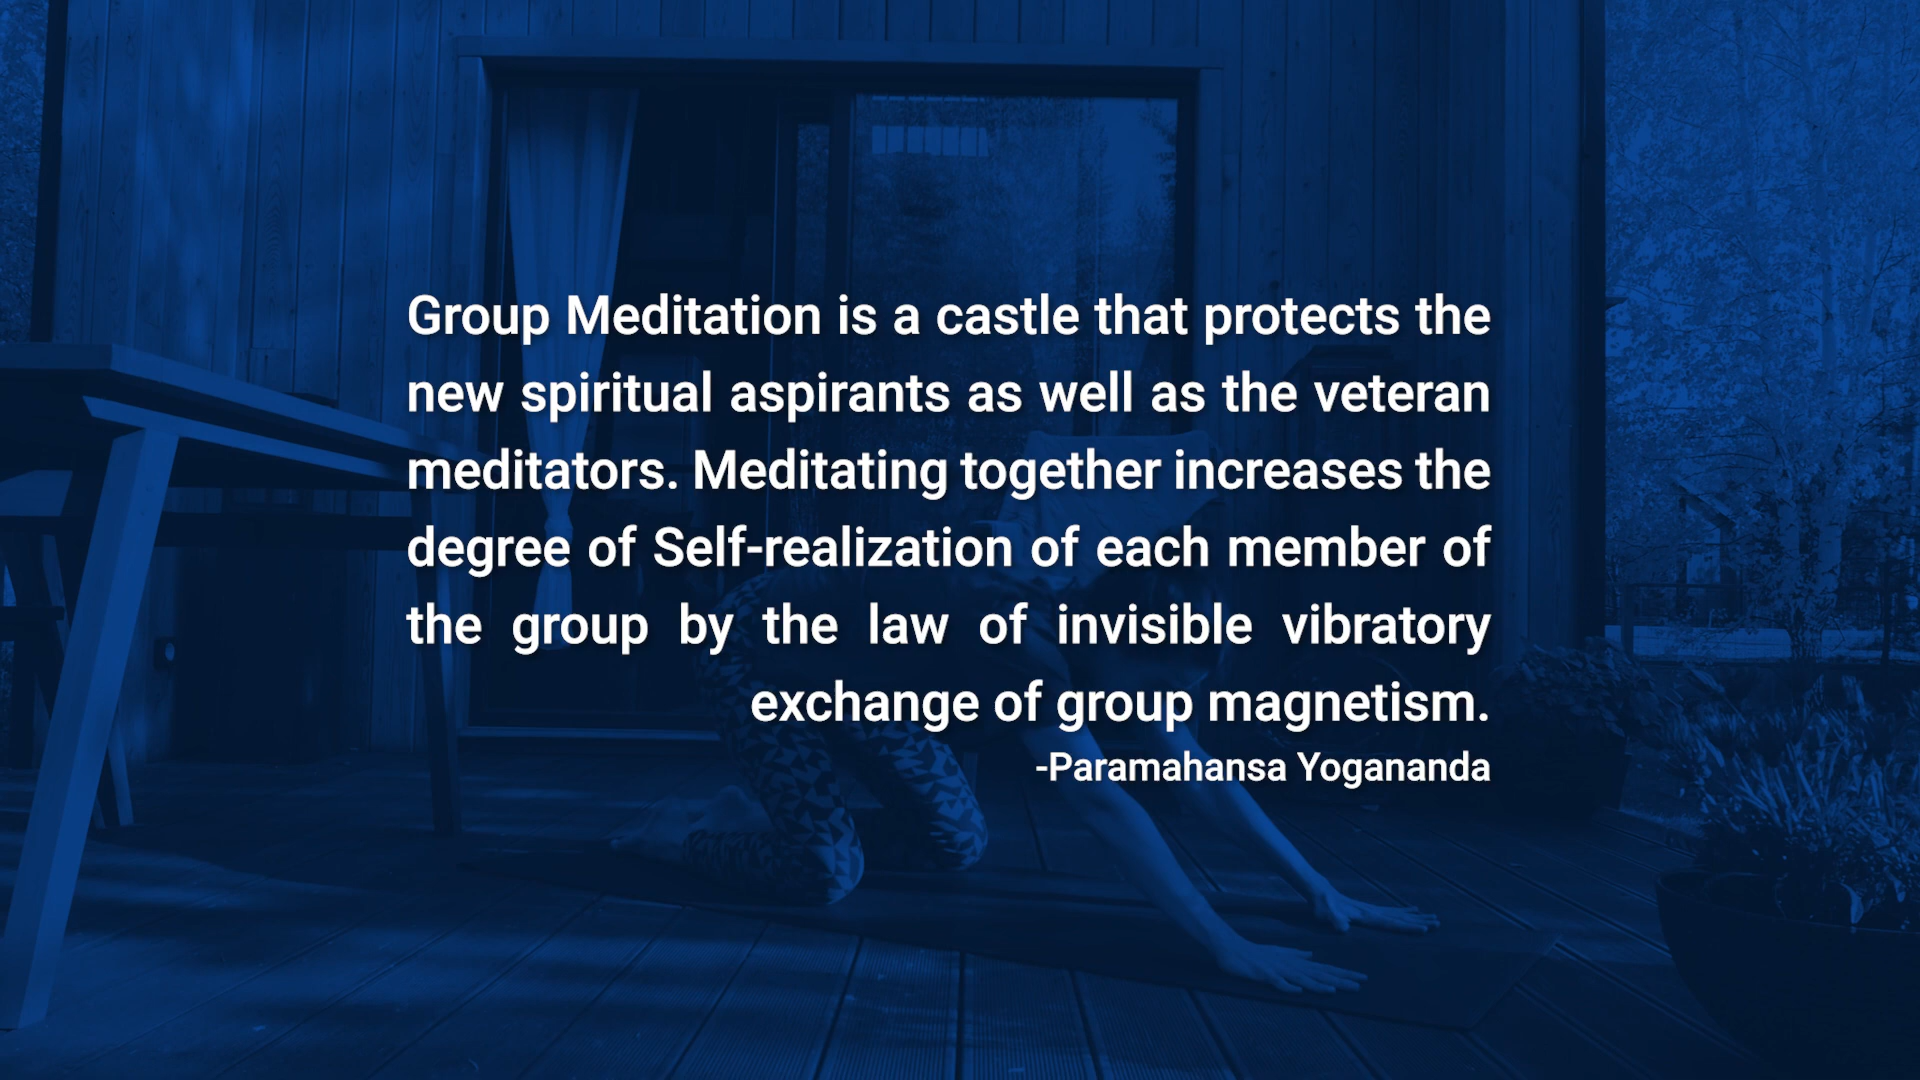 Group Meditation is a castle that protects the
new spiritual aspirants as well as the veteran
meditators. Meditating together increases the
degree of Self-realization of each member of
the group by the law of invisible vibratory
exchange of group magnetism.
-Paramahansa Yogananda